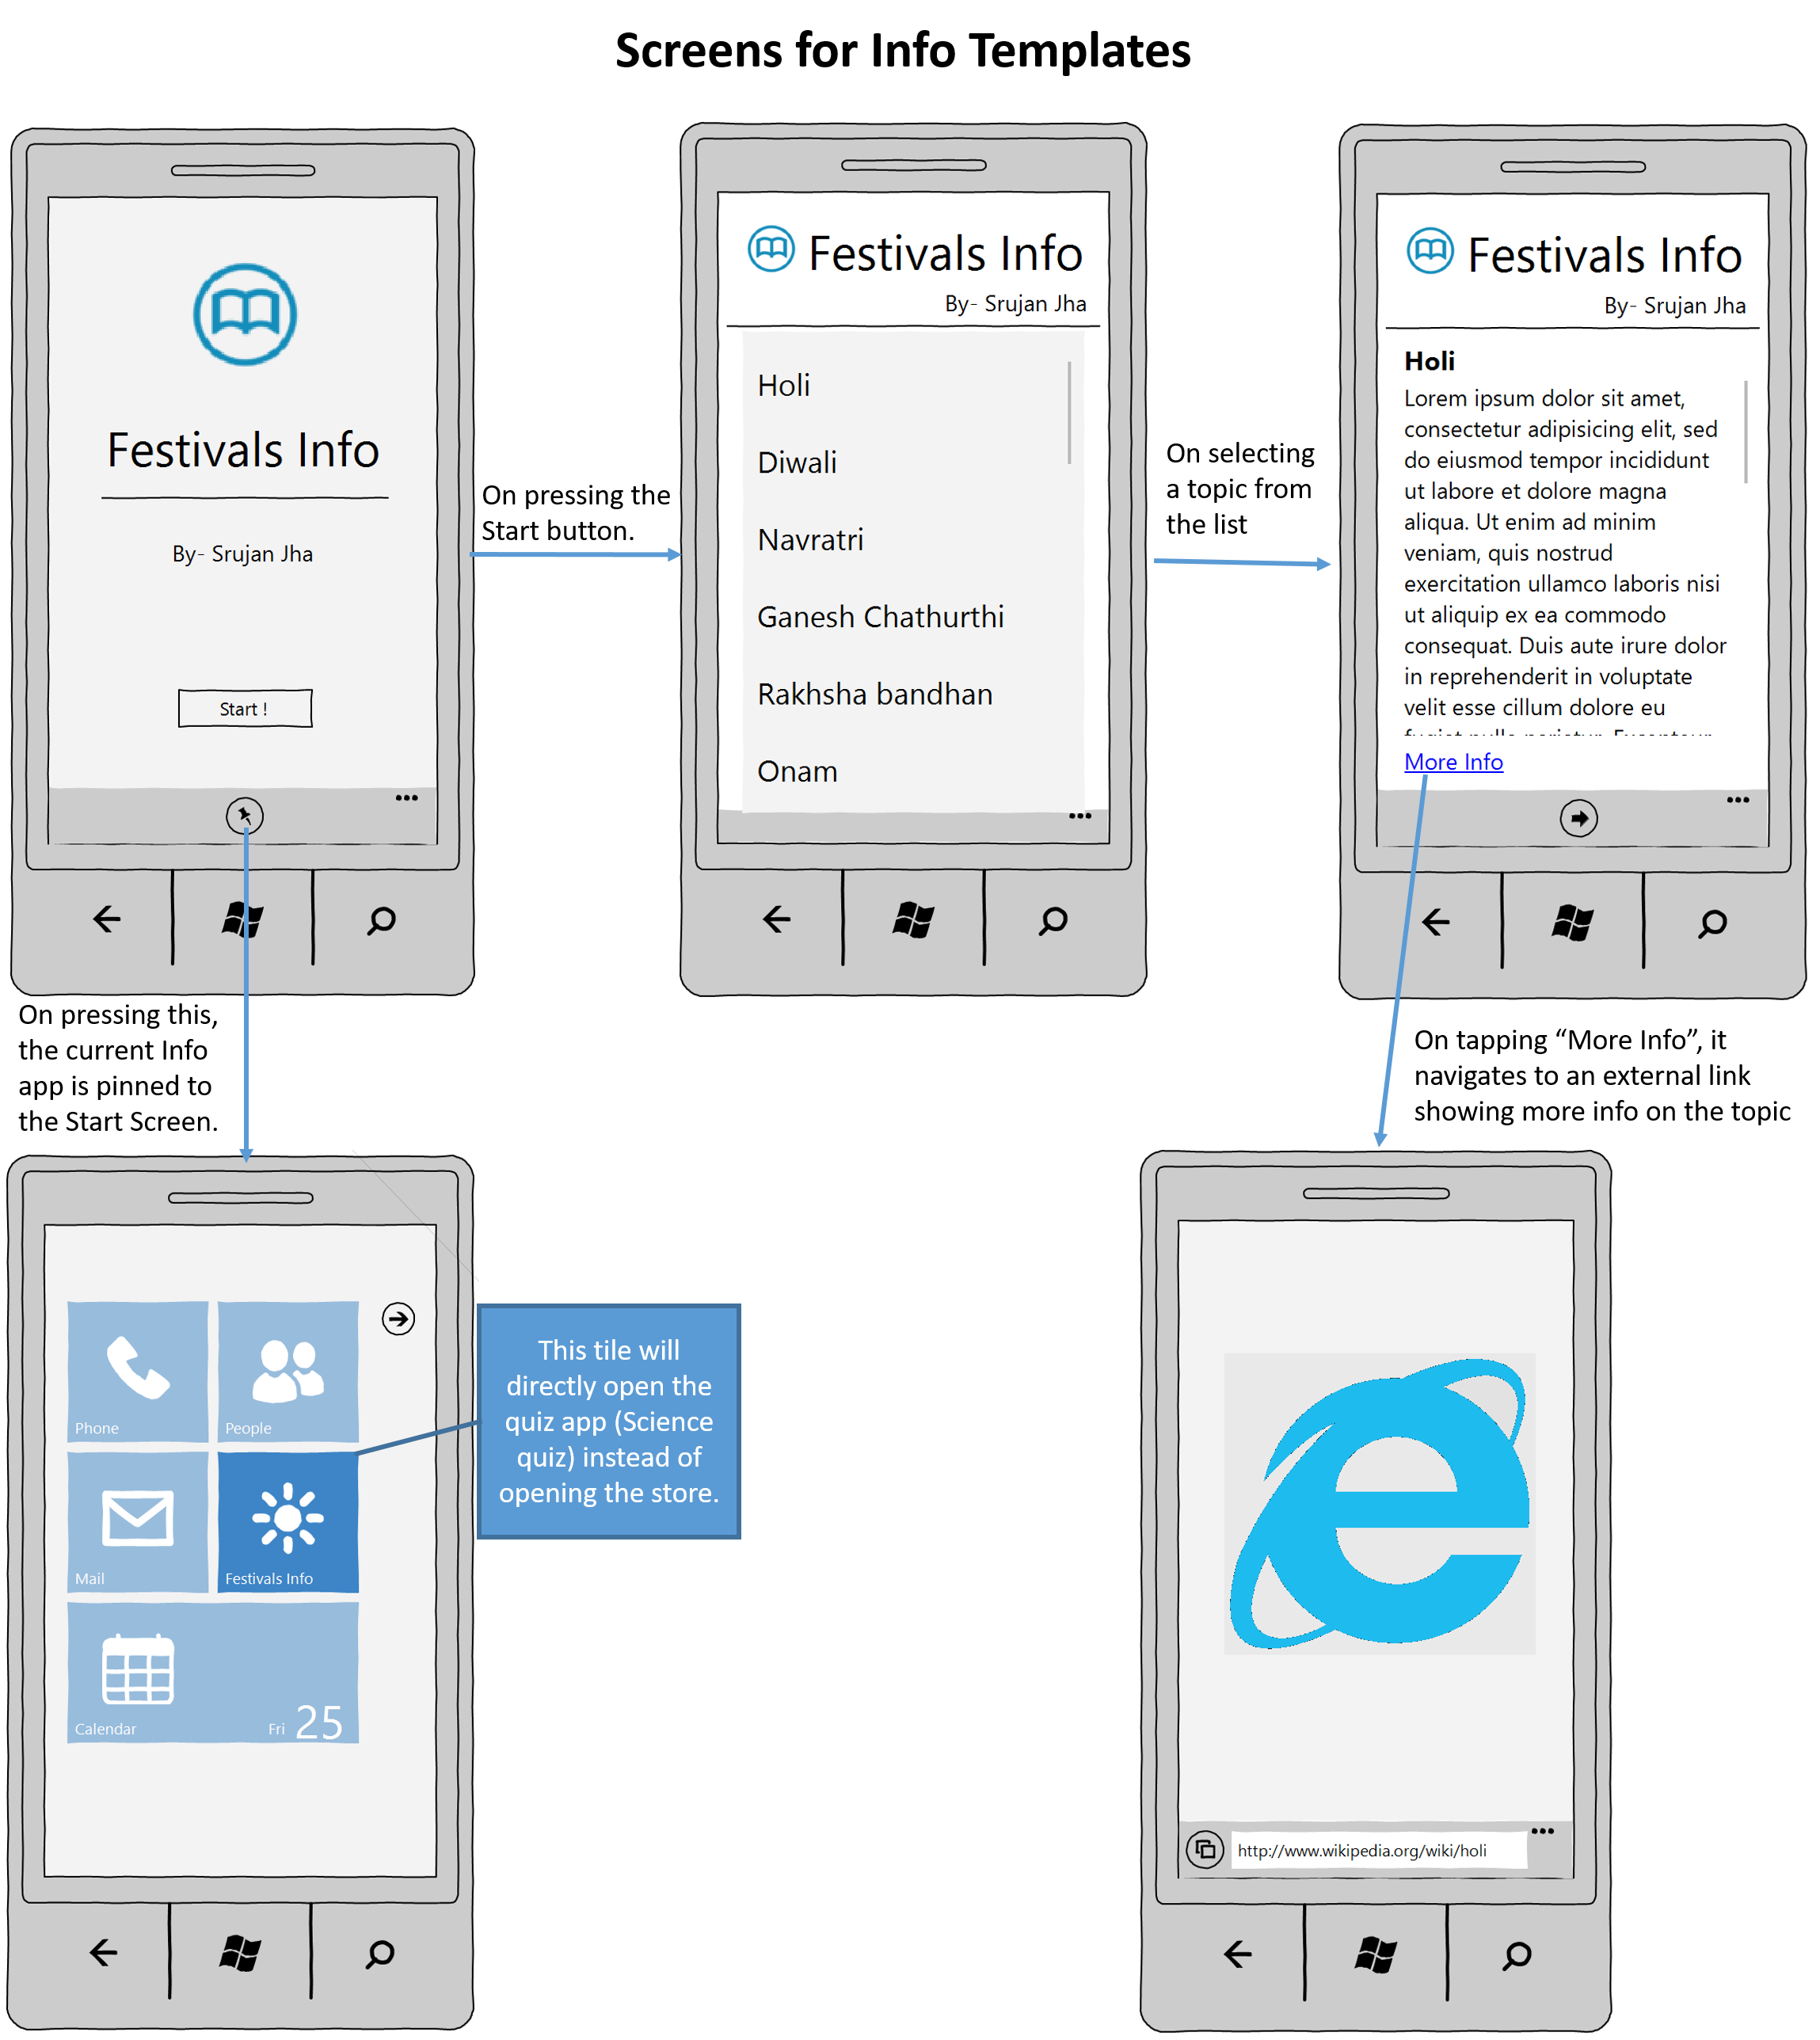 Screens for Info Templates
Festivals Info
By- Srujan Jha
Start !
On pressing the
Start button.
Festivals Info
By- Srujan Jha
Holi
Diwali
Navratri
Ganesh Chathurthi
Rakhsha bandhan
Onam
On selecting
a topic from
the list
Festivals Info
By- Srujan Jha
Holi
Lorem ipsum dolor sit amet,
consectetur adipisicing elit, sed
do eiusmod tempor incididunt
ut labore et dolore magna
aliqua. Ut enim ad minim
veniam, quis nostrud
exercitation ullamco laboris nisi
ut aliquip ex ea commodo
consequat. Duis aute irure dolor
in reprehenderit in voluptate
velit esse cillum dolore eu
More Info
On pressing this,
the current Info
app is pinned to
the Start Screen.
On tapping “More Info”, it
navigates to an external link
showing more info on the topic
Phone
People
Mail
Festivals Info
Calendar
Fri 25
This tile will
directly open the
quiz app (Science
quiz) instead of
opening the store.
http://www.wikipedia.org/wiki/holi